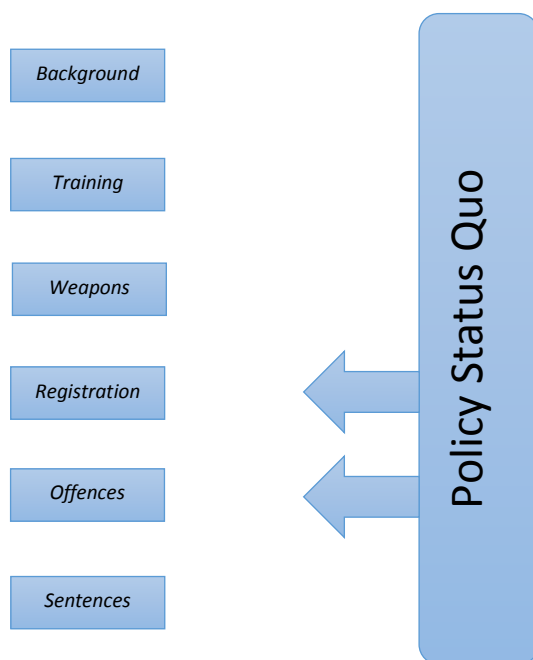 Background
Training
Weapons
Registration
Offences
Sentences
Policy Status Quo